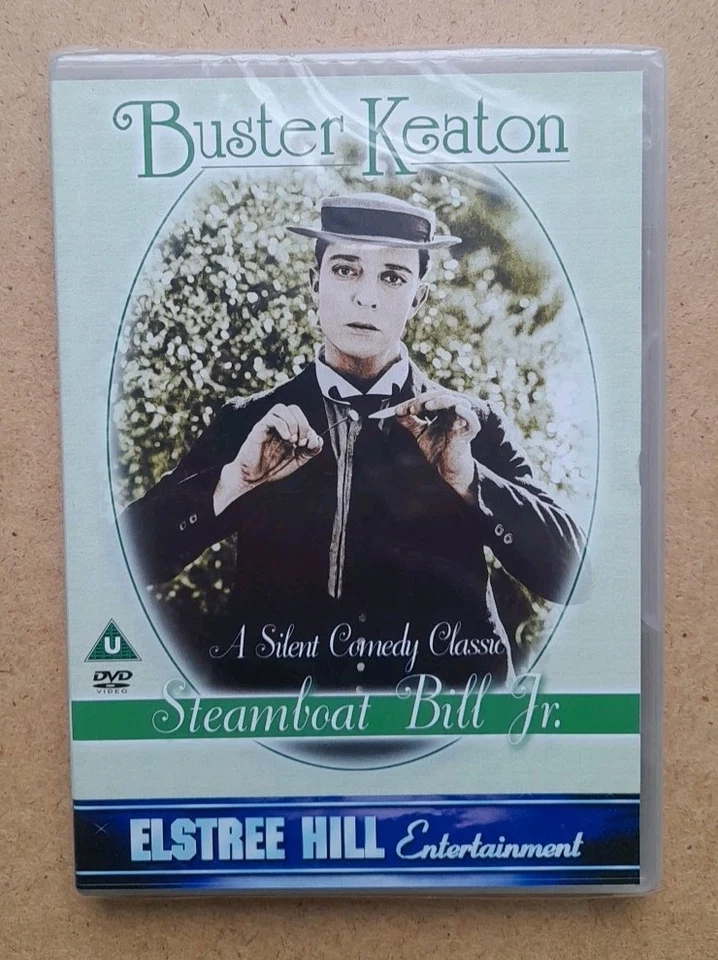 Buster Keaton
A Silent Comedy Classic
U
DVD
VIDEO
Steamboat Bill Jr.
ELSTREE HILL Entertainment